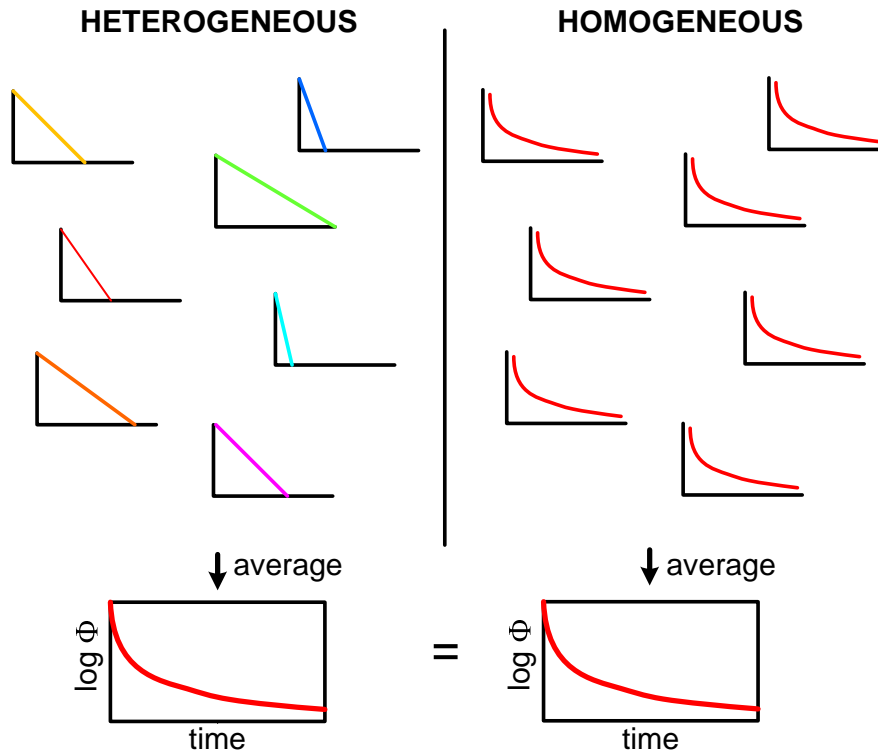 HETEROGENEOUS
HOMOGENEOUS
average
average
log Φ
=
log Φ
time
time